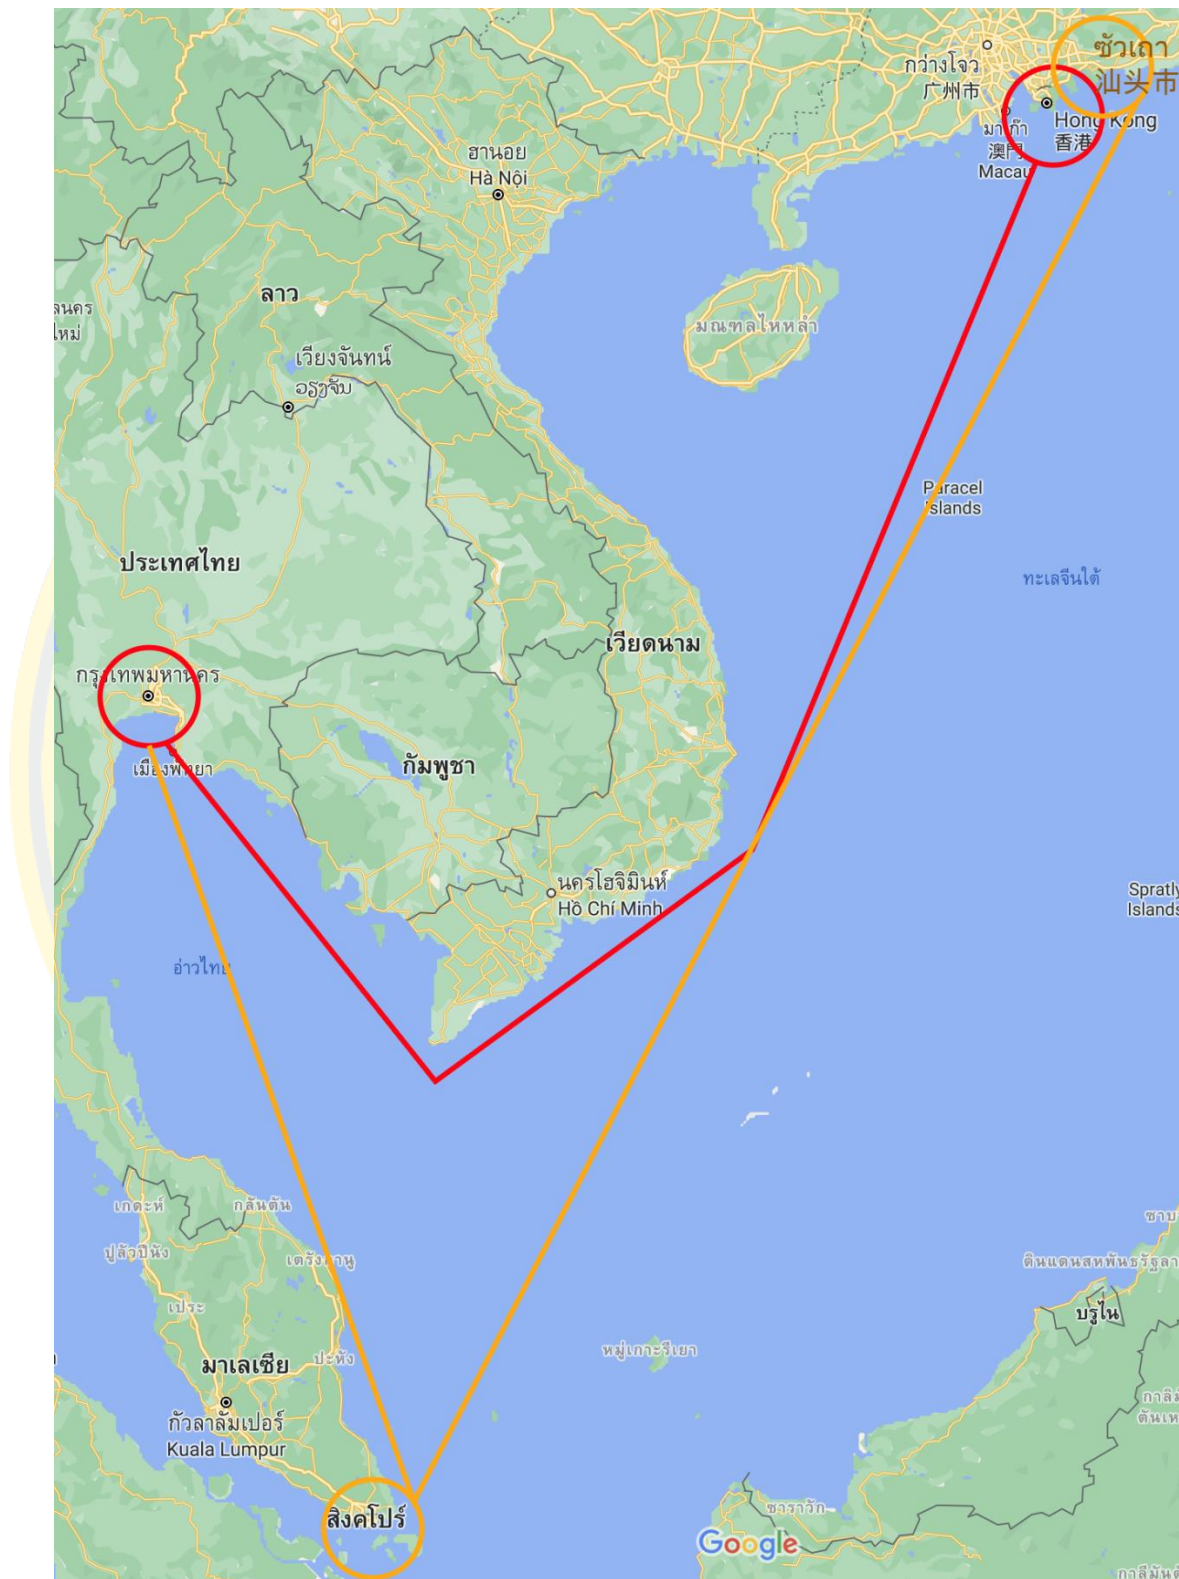 ซัวเถา
汕头市
กว่างโจว
广州市
Hong Kong
香港
มาเก๊า
澳門
Macau
ฮานอย
Hà Nội
ลาว
มณฑลไหหลำ
เวียงจันทน์
ວຽງຈັນ
Paracel
Islands
ประเทศไทย
ทะเลจีนใต้
เวียดนาม
กรุงเทพมหานคร
เมืองพัทยา
กัมพูชา
นครโฮจิมินห์
Hồ Chí Minh
Spratly
Islands
อ่าวไทย
เกดะห์
กลันตัน
ปูลัวปีนัง
ตรังกานู
ดินแดนสหพันธรัฐลา
เประ
บรูไน
หมู่เกาะรีเยา
มาเลเซีย
ปะหัง
กัวลาลัมเปอร์
Kuala Lumpur
สิงคโปร์
ซาราวัก
Google